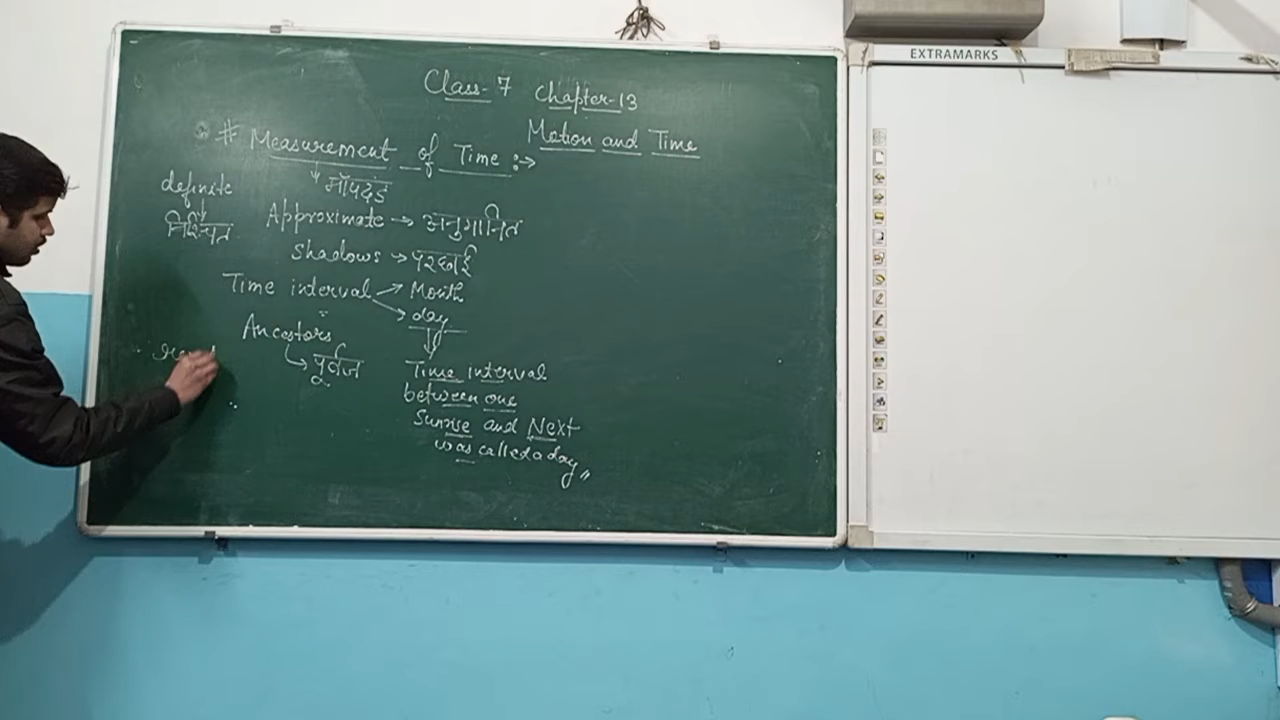 EXTRAMARKS
Class-7 Chapter-13
Motion and Time
# Measurement of Time :→
↓ मॉपदंड
definite
↓
निश्चित
Approximate → अनुमानित
Shadows → परछाई
Time interval → Month
→ day
Ancestors
↳ पूर्वज
⇓
Time interval
between one
Sunrise and Next
was called a day